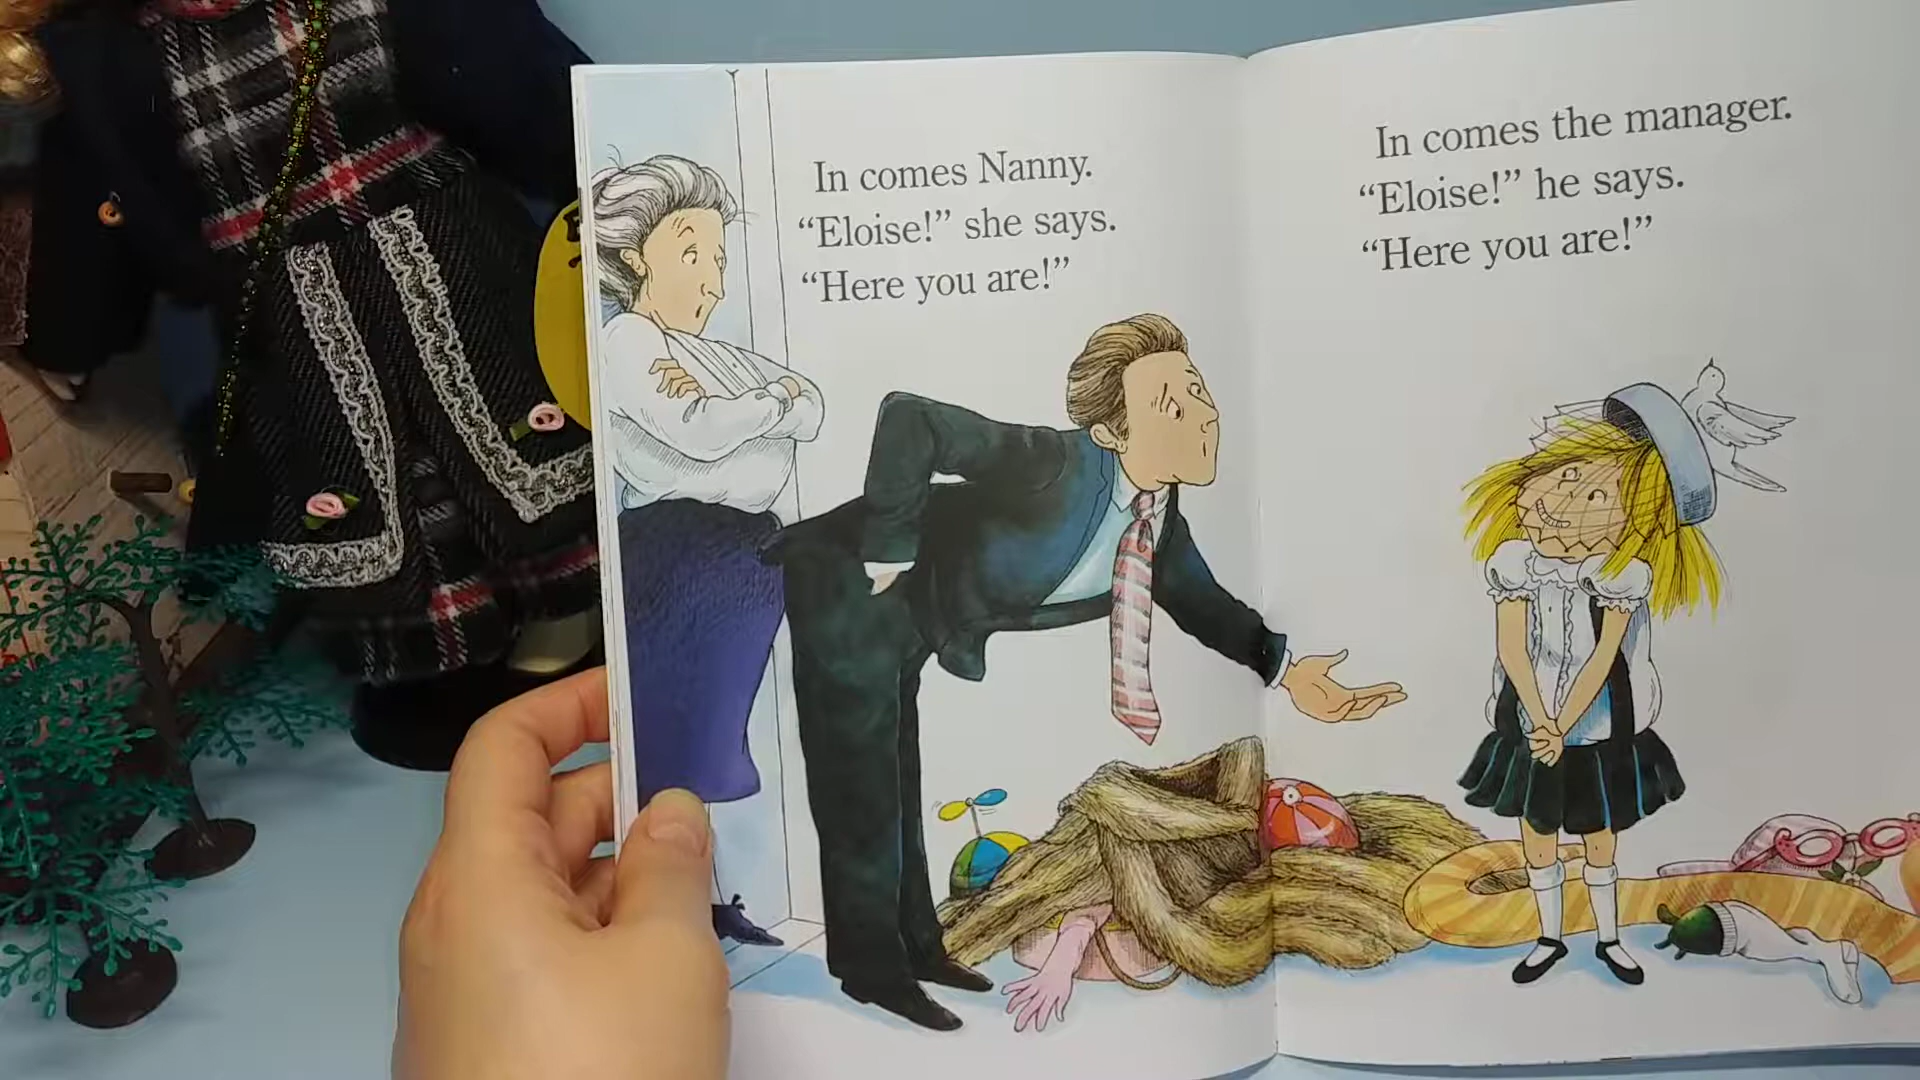 In comes Nanny.
“Eloise!” she says.
“Here you are!”
In comes the manager.
“Eloise!” he says.
“Here you are!”